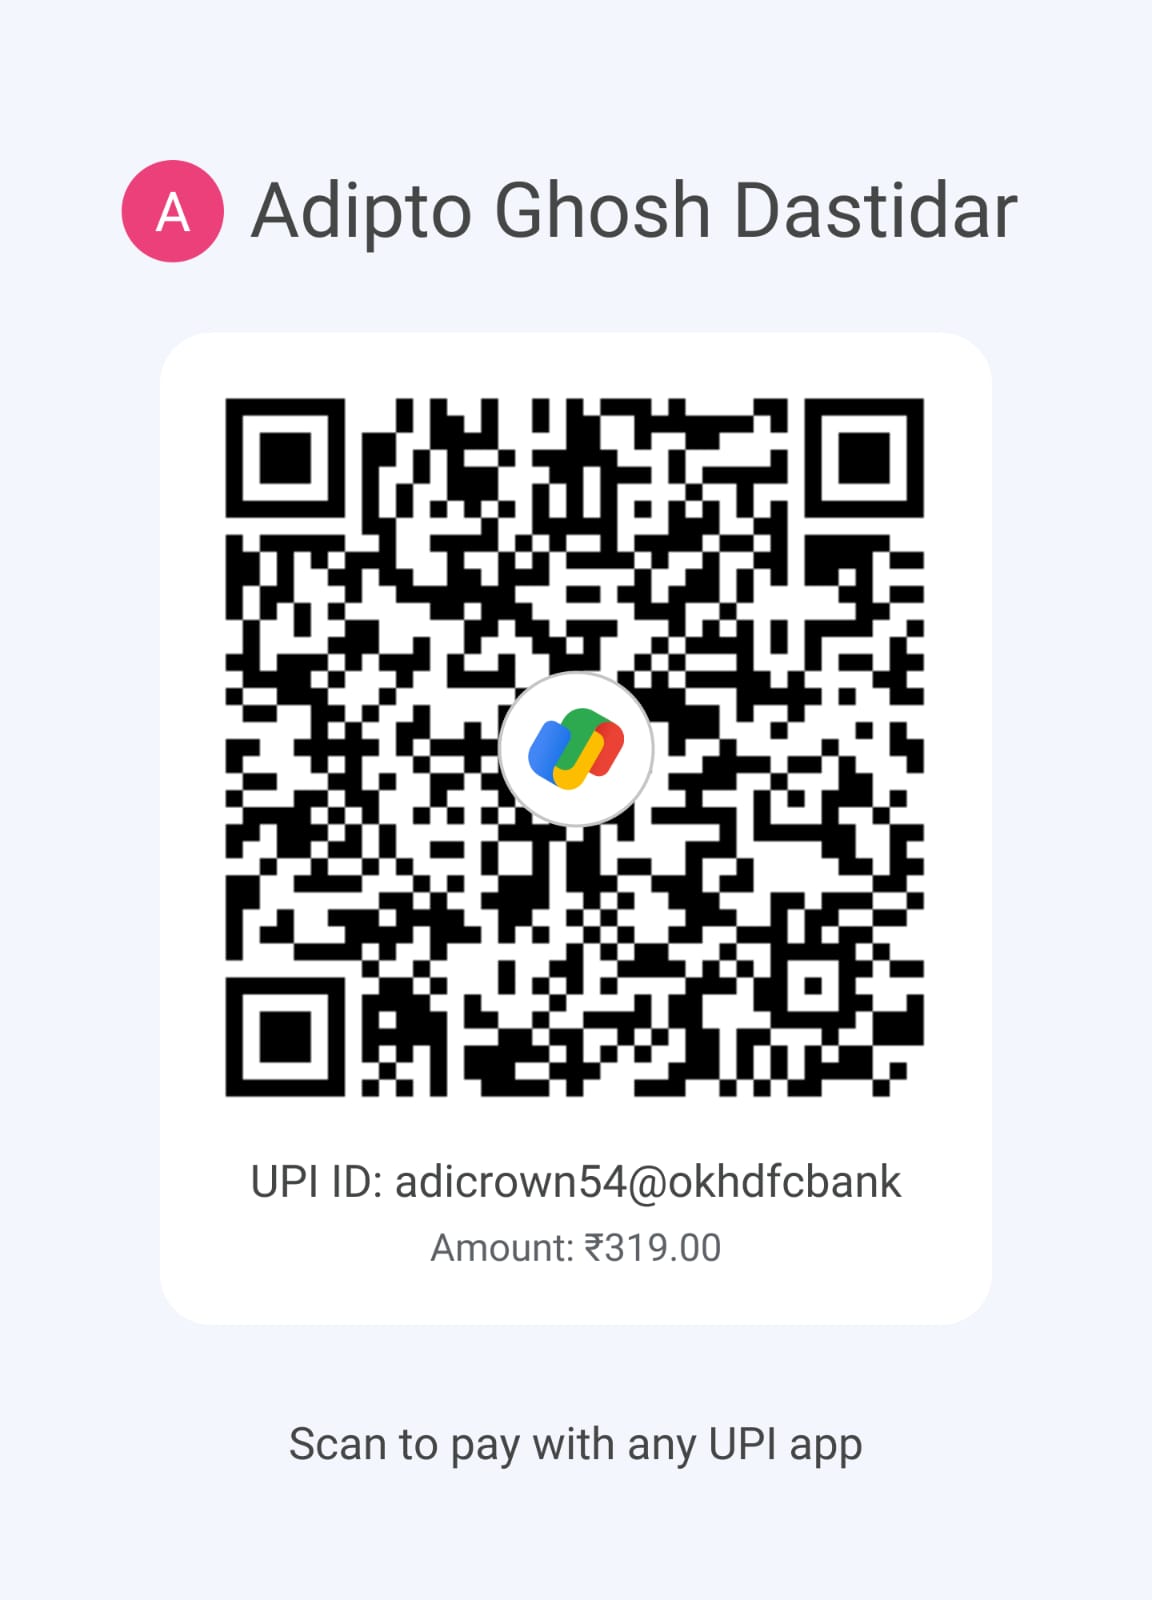 A
Adipto Ghosh Dastidar
UPI ID: adicrown54@okhdfcbank
Amount: ₹319.00
Scan to pay with any UPI app